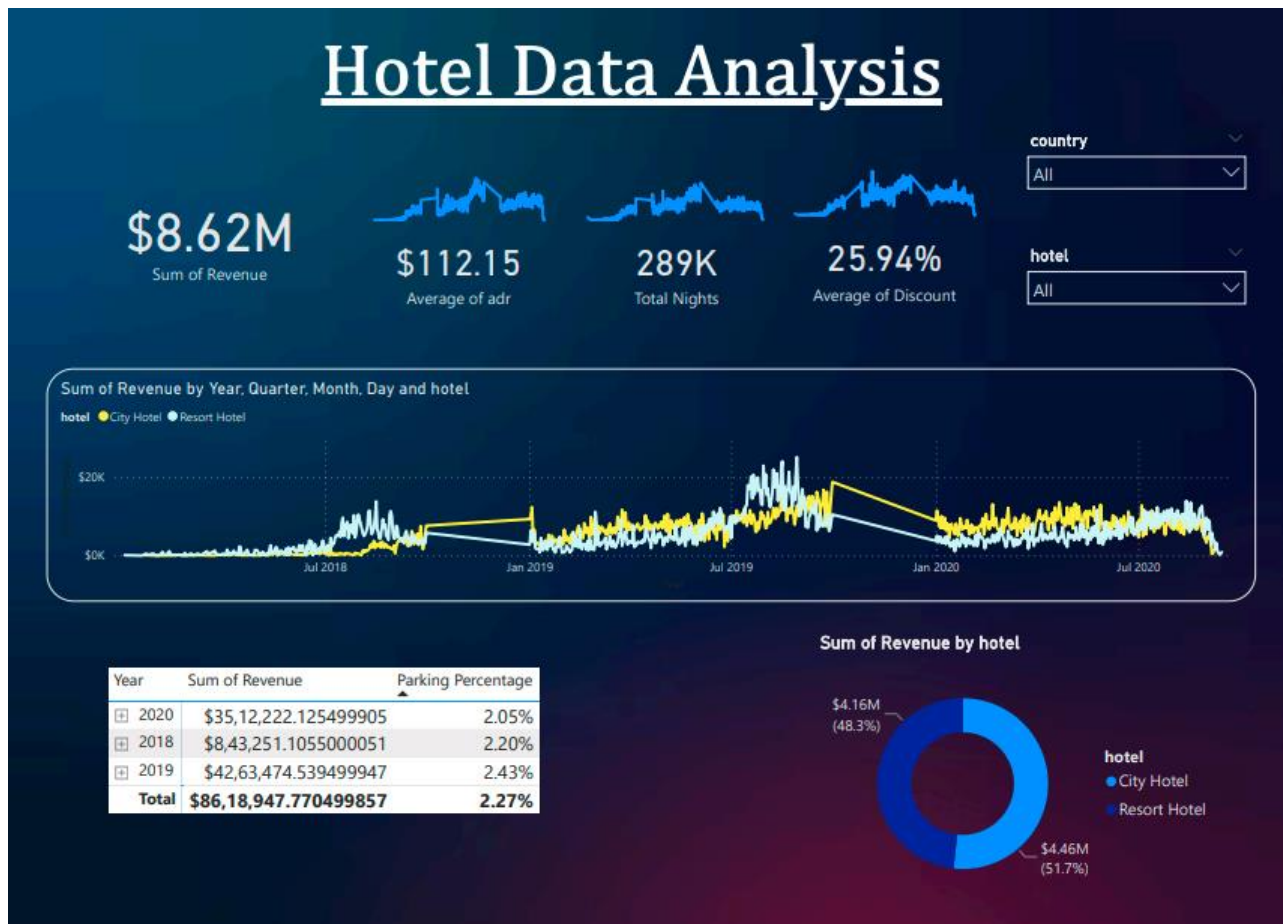 Hotel Data Analysis
country
All
$8.62M
Sum of Revenue
$112.15
Average of adr
289K
Total Nights
25.94%
Average of Discount
hotel
All
Sum of Revenue by Year, Quarter, Month, Day and hotel
hotel City Hotel Resort Hotel
$20K
$0K
Jul 2018 Jan 2019 Jul 2019 Jan 2020 Jul 2020
Year Sum of Revenue Parking Percentage
2020 $35,12,222.125499905 2.05%
2018 $8,43,251.1055000051 2.20%
2019 $42,63,474.539499947 2.43%
Total $86,18,947.770499857 2.27%
Sum of Revenue by hotel
$4.16M
(48.3%)
hotel
City Hotel
Resort Hotel
$4.46M
(51.7%)